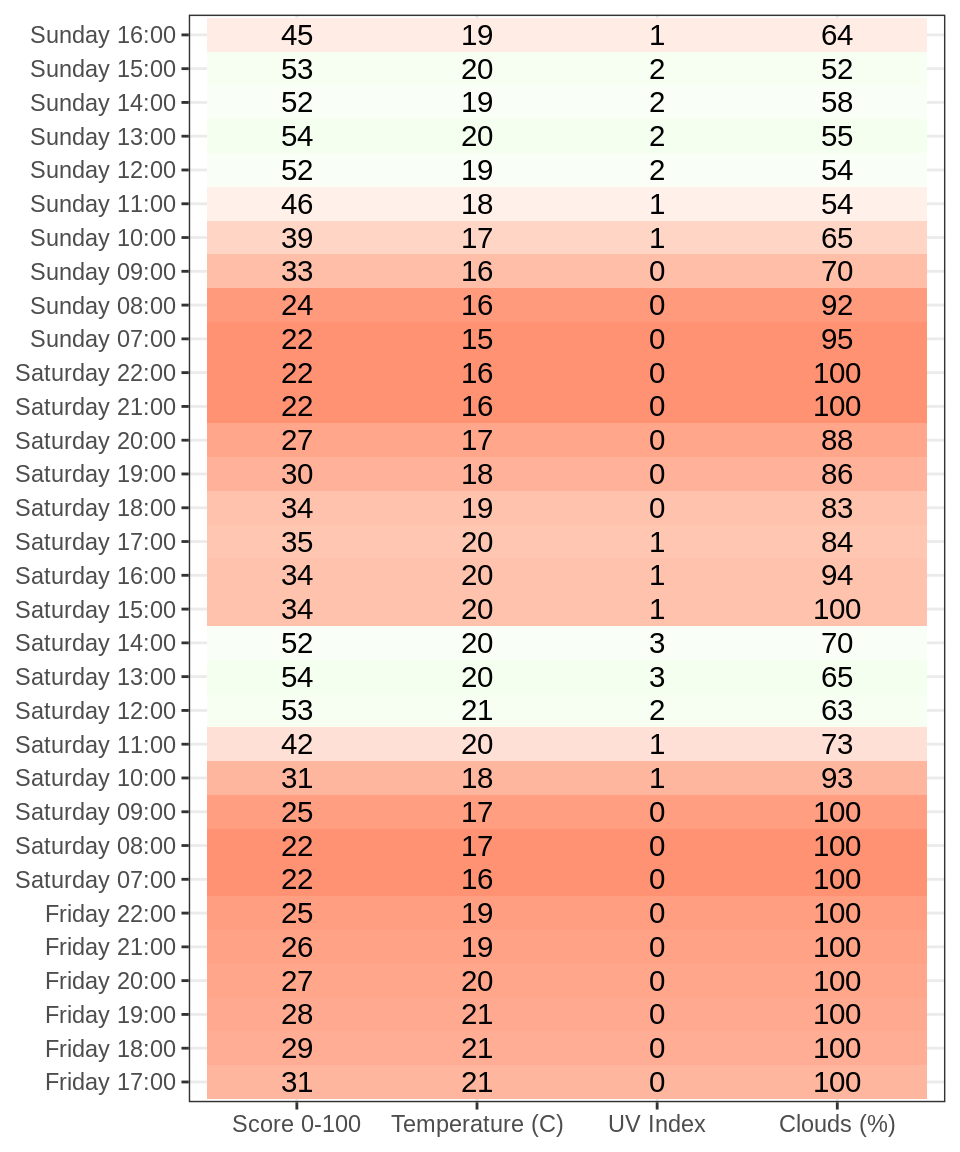 Sunday 16:00 45 19 1 64
Sunday 15:00 53 20 2 52
Sunday 14:00 52 19 2 58
Sunday 13:00 54 20 2 55
Sunday 12:00 52 19 2 54
Sunday 11:00 46 18 1 54
Sunday 10:00 39 17 1 65
Sunday 09:00 33 16 0 70
Sunday 08:00 24 16 0 92
Sunday 07:00 22 15 0 95
Saturday 22:00 22 16 0 100
Saturday 21:00 22 16 0 100
Saturday 20:00 27 17 0 88
Saturday 19:00 30 18 0 86
Saturday 18:00 34 19 0 83
Saturday 17:00 35 20 1 84
Saturday 16:00 34 20 1 94
Saturday 15:00 34 20 1 100
Saturday 14:00 52 20 3 70
Saturday 13:00 54 20 3 65
Saturday 12:00 53 21 2 63
Saturday 11:00 42 20 1 73
Saturday 10:00 31 18 1 93
Saturday 09:00 25 17 0 100
Saturday 08:00 22 17 0 100
Saturday 07:00 22 16 0 100
Friday 22:00 25 19 0 100
Friday 21:00 26 19 0 100
Friday 20:00 27 20 0 100
Friday 19:00 28 21 0 100
Friday 18:00 29 21 0 100
Friday 17:00 31 21 0 100
Score 0-100 Temperature (C) UV Index Clouds (%)